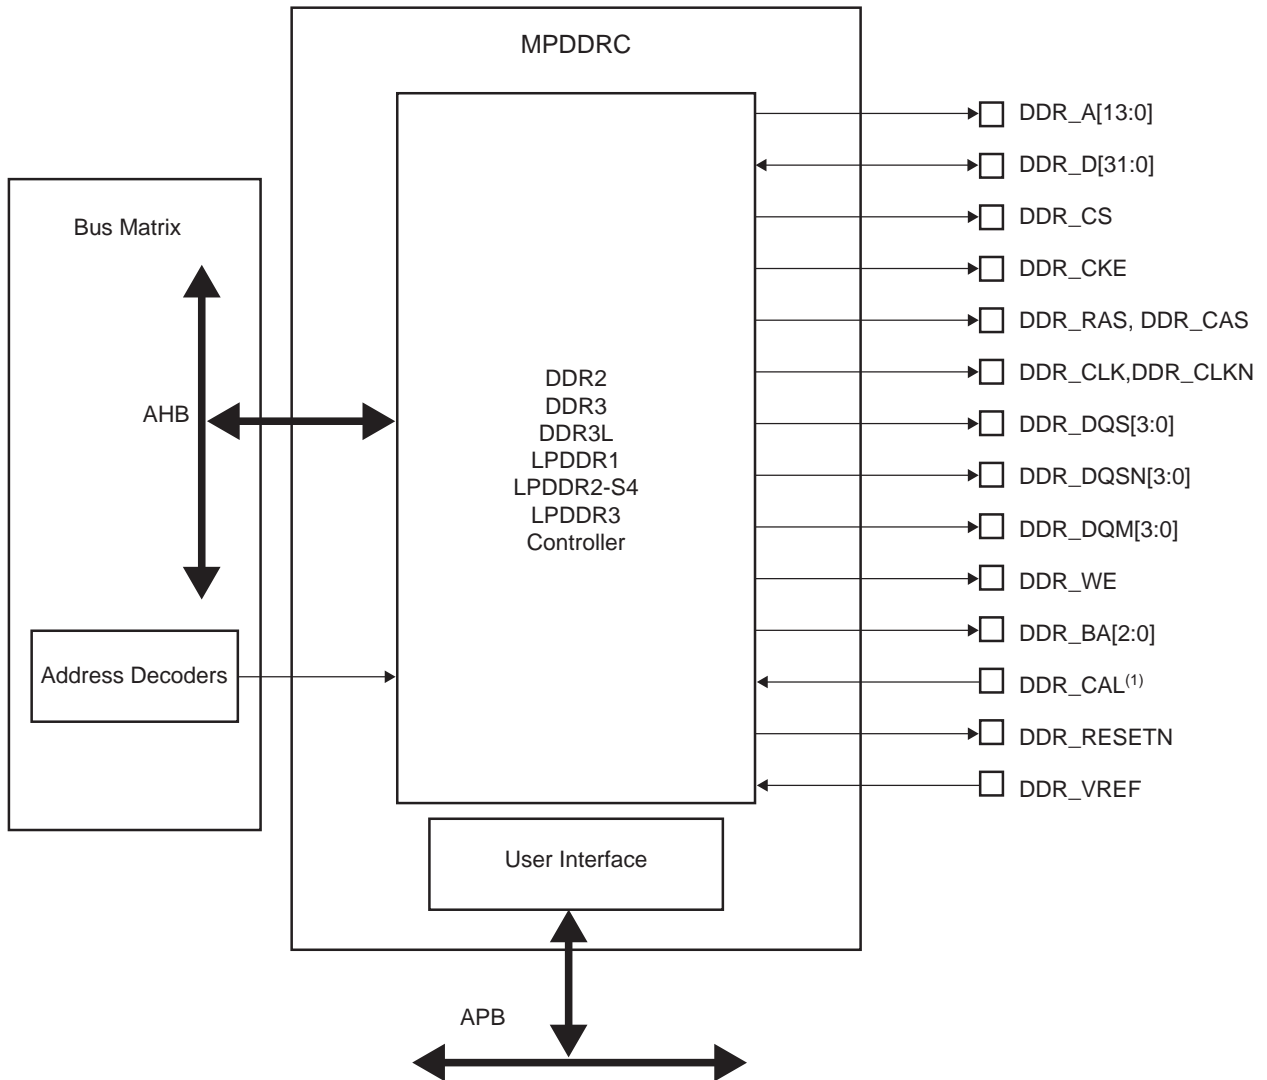 MPDDRC
Bus Matrix
AHB
Address Decoders
DDR2
DDR3
DDR3L
LPDDR1
LPDDR2-S4
LPDDR3
Controller
User Interface
APB
DDR_A[13:0]
DDR_D[31:0]
DDR_CS
DDR_CKE
DDR_RAS, DDR_CAS
DDR_CLK,DDR_CLKN
DDR_DQS[3:0]
DDR_DQSN[3:0]
DDR_DQM[3:0]
DDR_WE
DDR_BA[2:0]
DDR_CAL(1)
DDR_RESETN
DDR_VREF